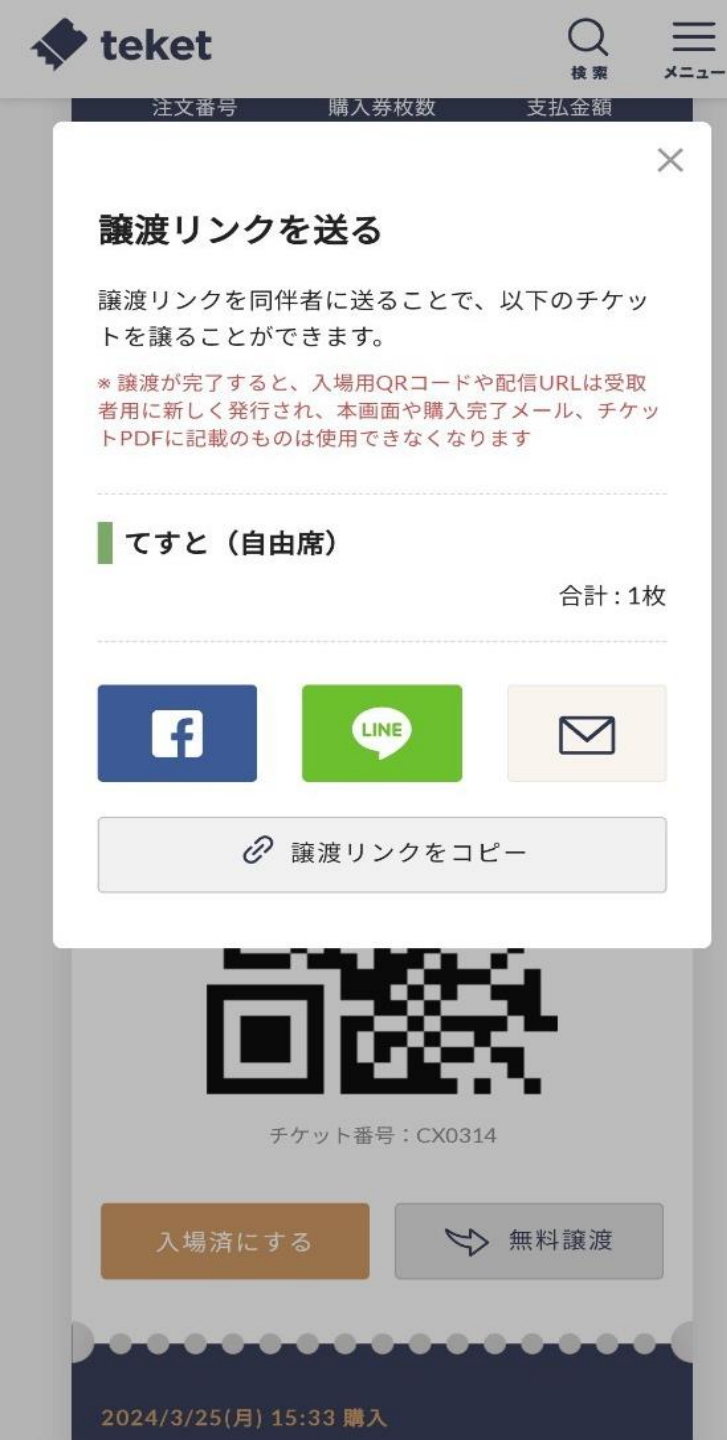 teket
検索
メニュー
注文番号 購入券枚数 支払金額
譲渡リンクを送る
譲渡リンクを同伴者に送ることで、以下のチケッ
トを譲ることができます。
※ 譲渡が完了すると、入場用QRコードや配信URLは受取
者用に新しく発行され、本画面や購入完了メール、チケッ
トPDFに記載のものは使用できなくなります
てすと（自由席）
合計 : 1枚
LINE
譲渡リンクをコピー
チケット番号：CX0314
入場済にする
無料譲渡
2024/3/25(月) 15:33 購入